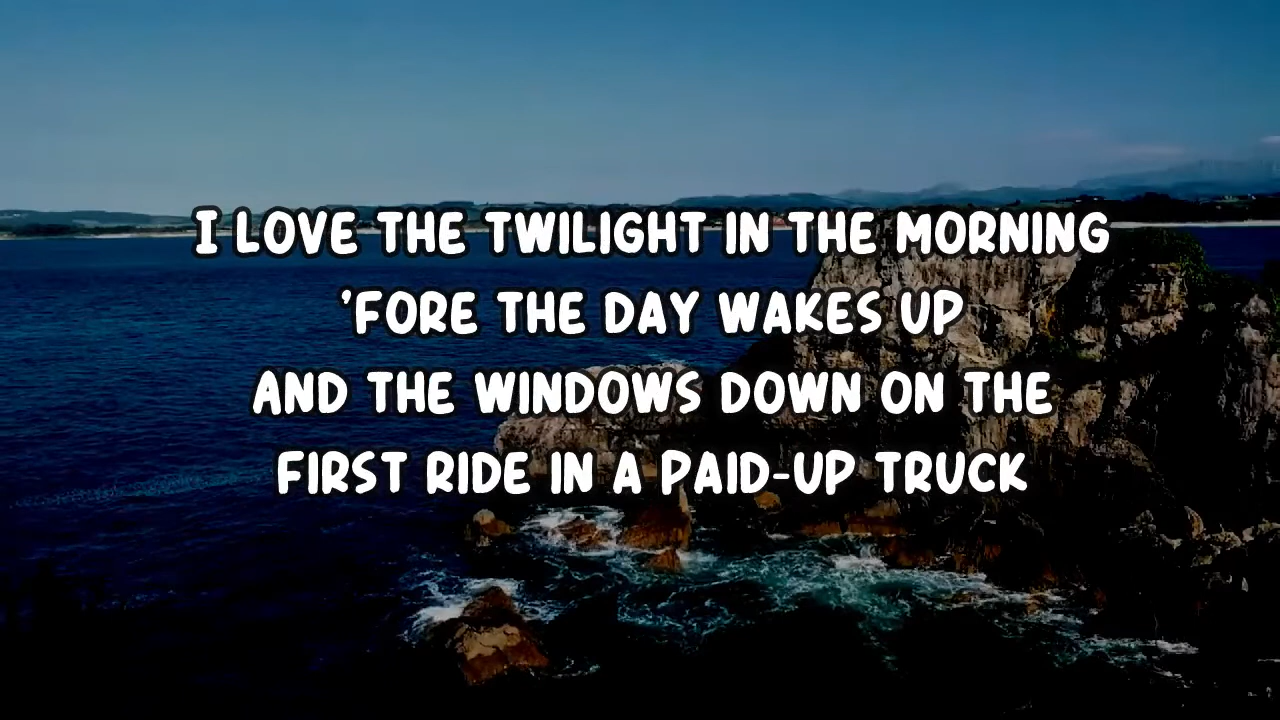 I LOVE THE TWILIGHT IN THE MORNING
'FORE THE DAY WAKES UP
AND THE WINDOWS DOWN ON THE
FIRST RIDE IN A PAID-UP TRUCK